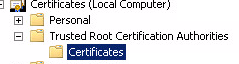 Certificates (Local Computer)
Personal
Trusted Root Certification Authorities
Certificates